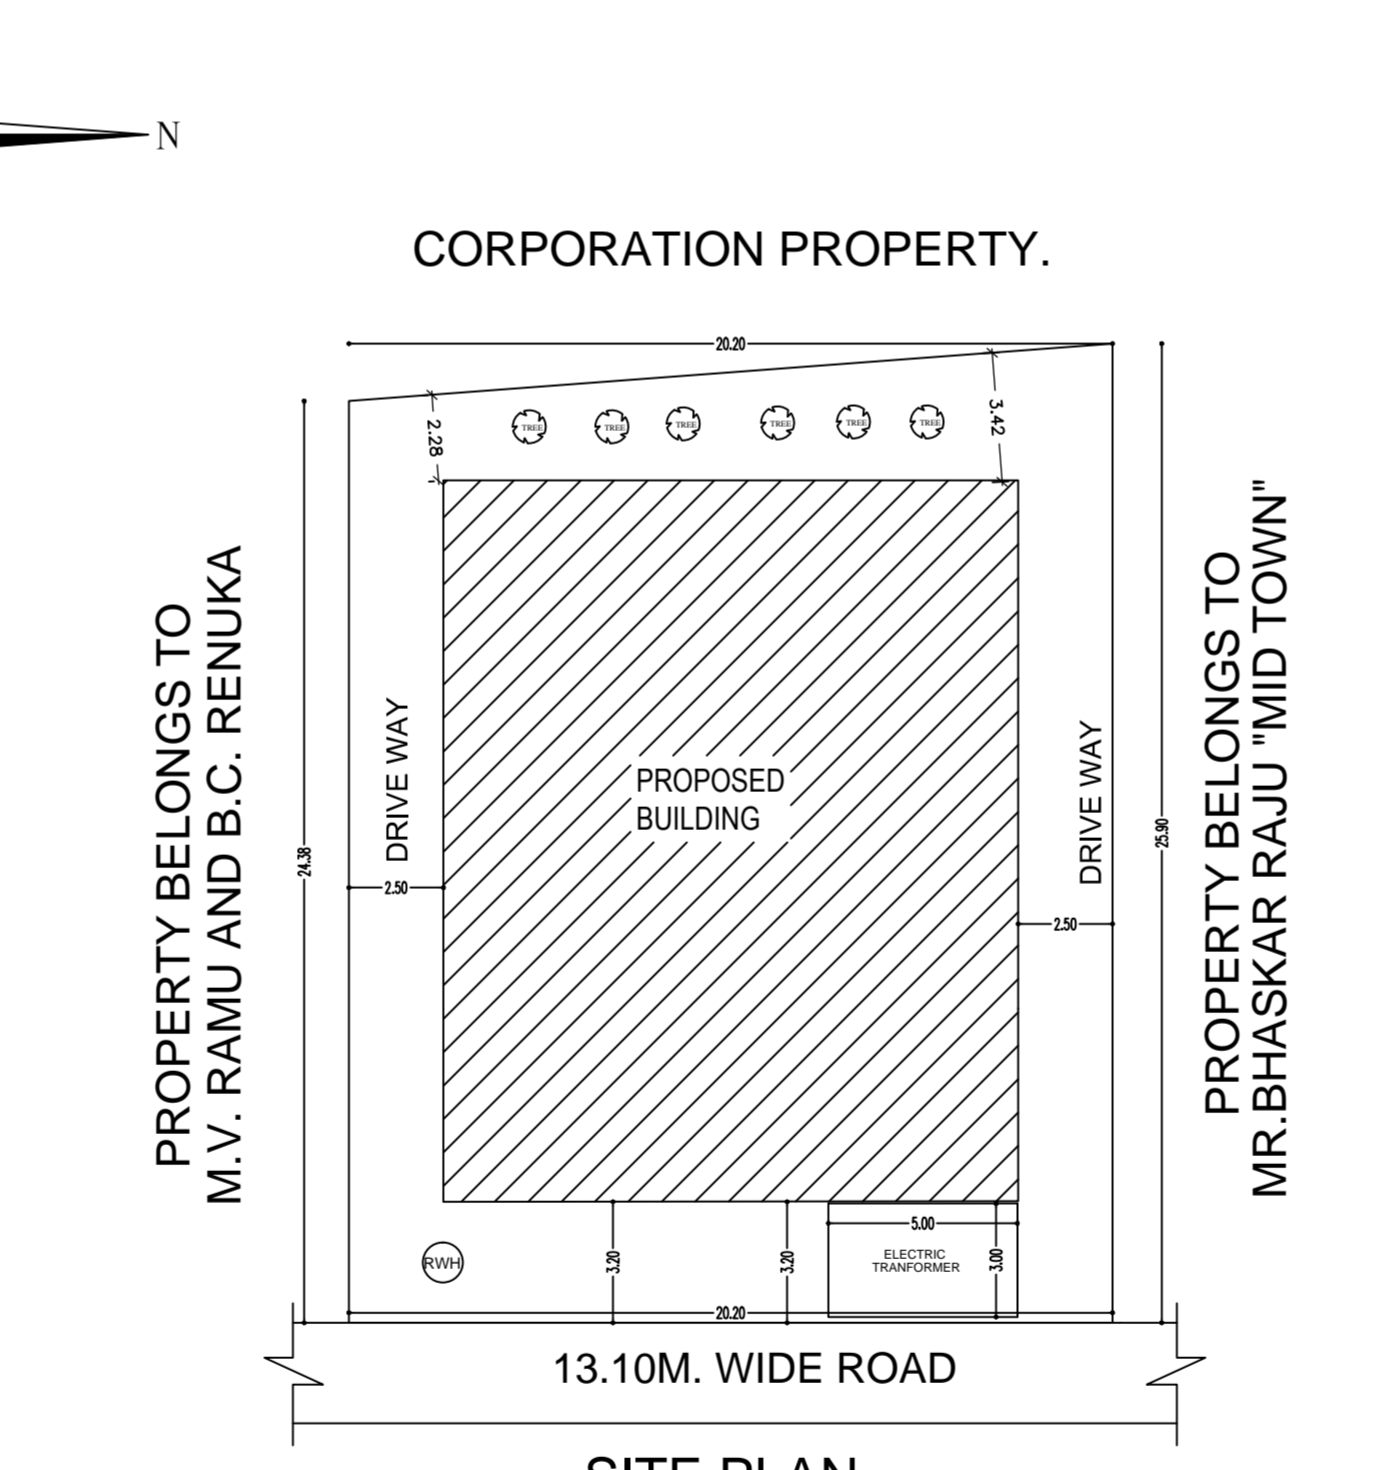 N
CORPORATION PROPERTY.
20.20
2.28
TREE
TREE
TREE
TREE
TREE
TREE
3.42
PROPERTY BELONGS TO
M.V. RAMU AND B.C. RENUKA
24.38
DRIVE WAY
2.50
PROPOSED
BUILDING
DRIVE WAY
2.50
25.90
PROPERTY BELONGS TO
MR.BHASKAR RAJU "MID TOWN"
RWH
3.20
3.20
5.00
ELECTRIC
TRANFORMER
3.00
20.20
13.10M. WIDE ROAD
SITE PLAN